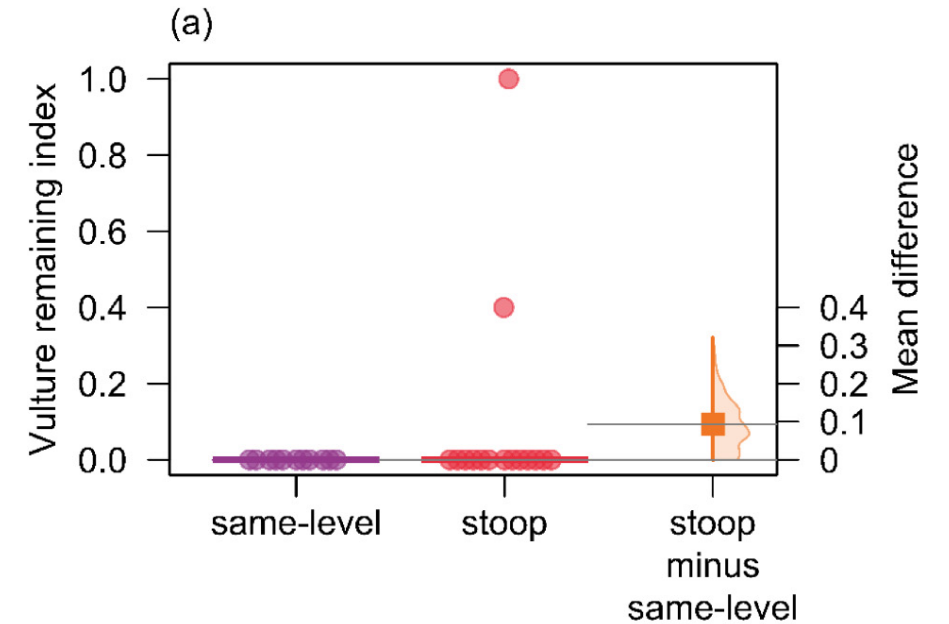 (a)
Vulture remaining index
1.0
0.8
0.6
0.4
0.2
0.0
0.4
0.3
0.2
0.1
0
Mean difference
same-level
stoop
stoop
minus
same-level